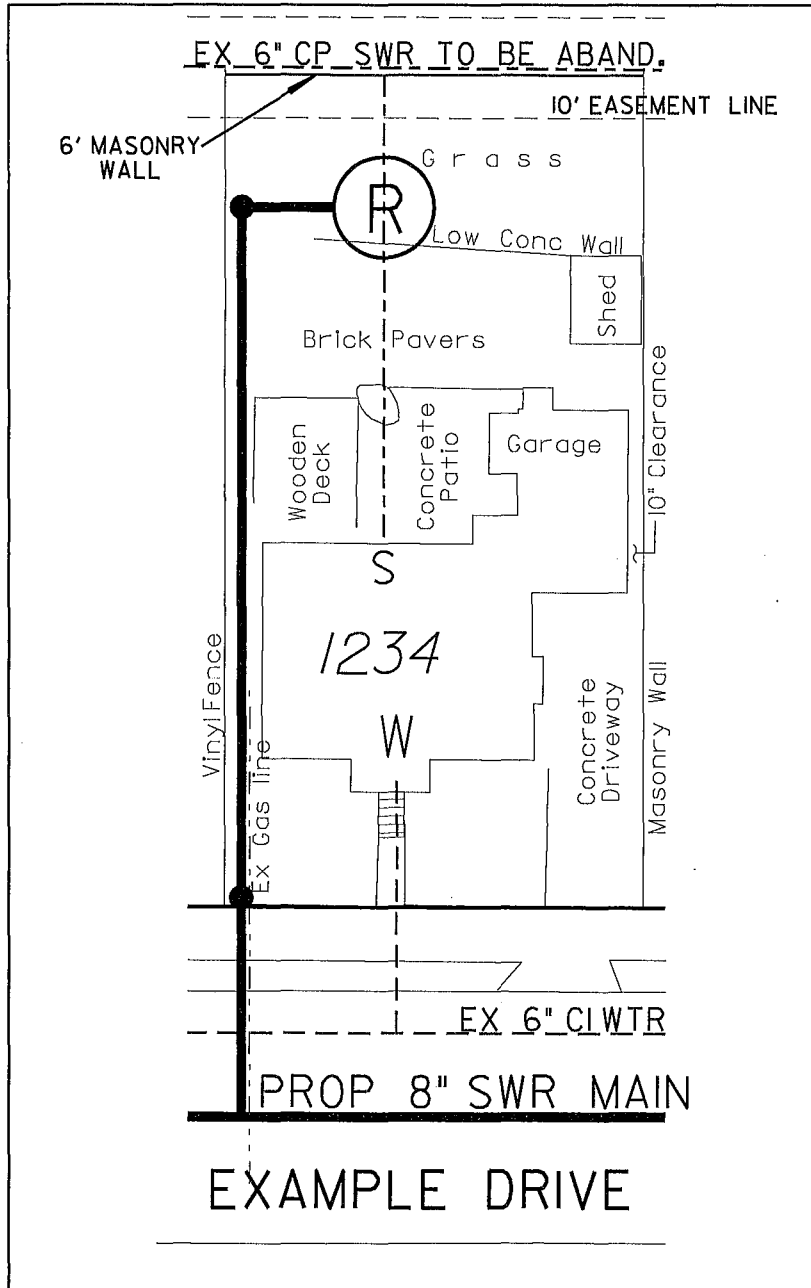 EX 6" CP SWR TO BE ABAND.
10' EASEMENT LINE
6' MASONRY
WALL
Grass
R
Low Conc Wall
Shed
Brick Pavers
Wooden
Deck
Concrete
Patio
Garage
10" Clearance
S
1234
W
Vinyl Fence
Ex Gas line
Concrete
Driveway
Masonry Wall
EX 6" CI WTR
PROP 8" SWR MAIN
EXAMPLE DRIVE